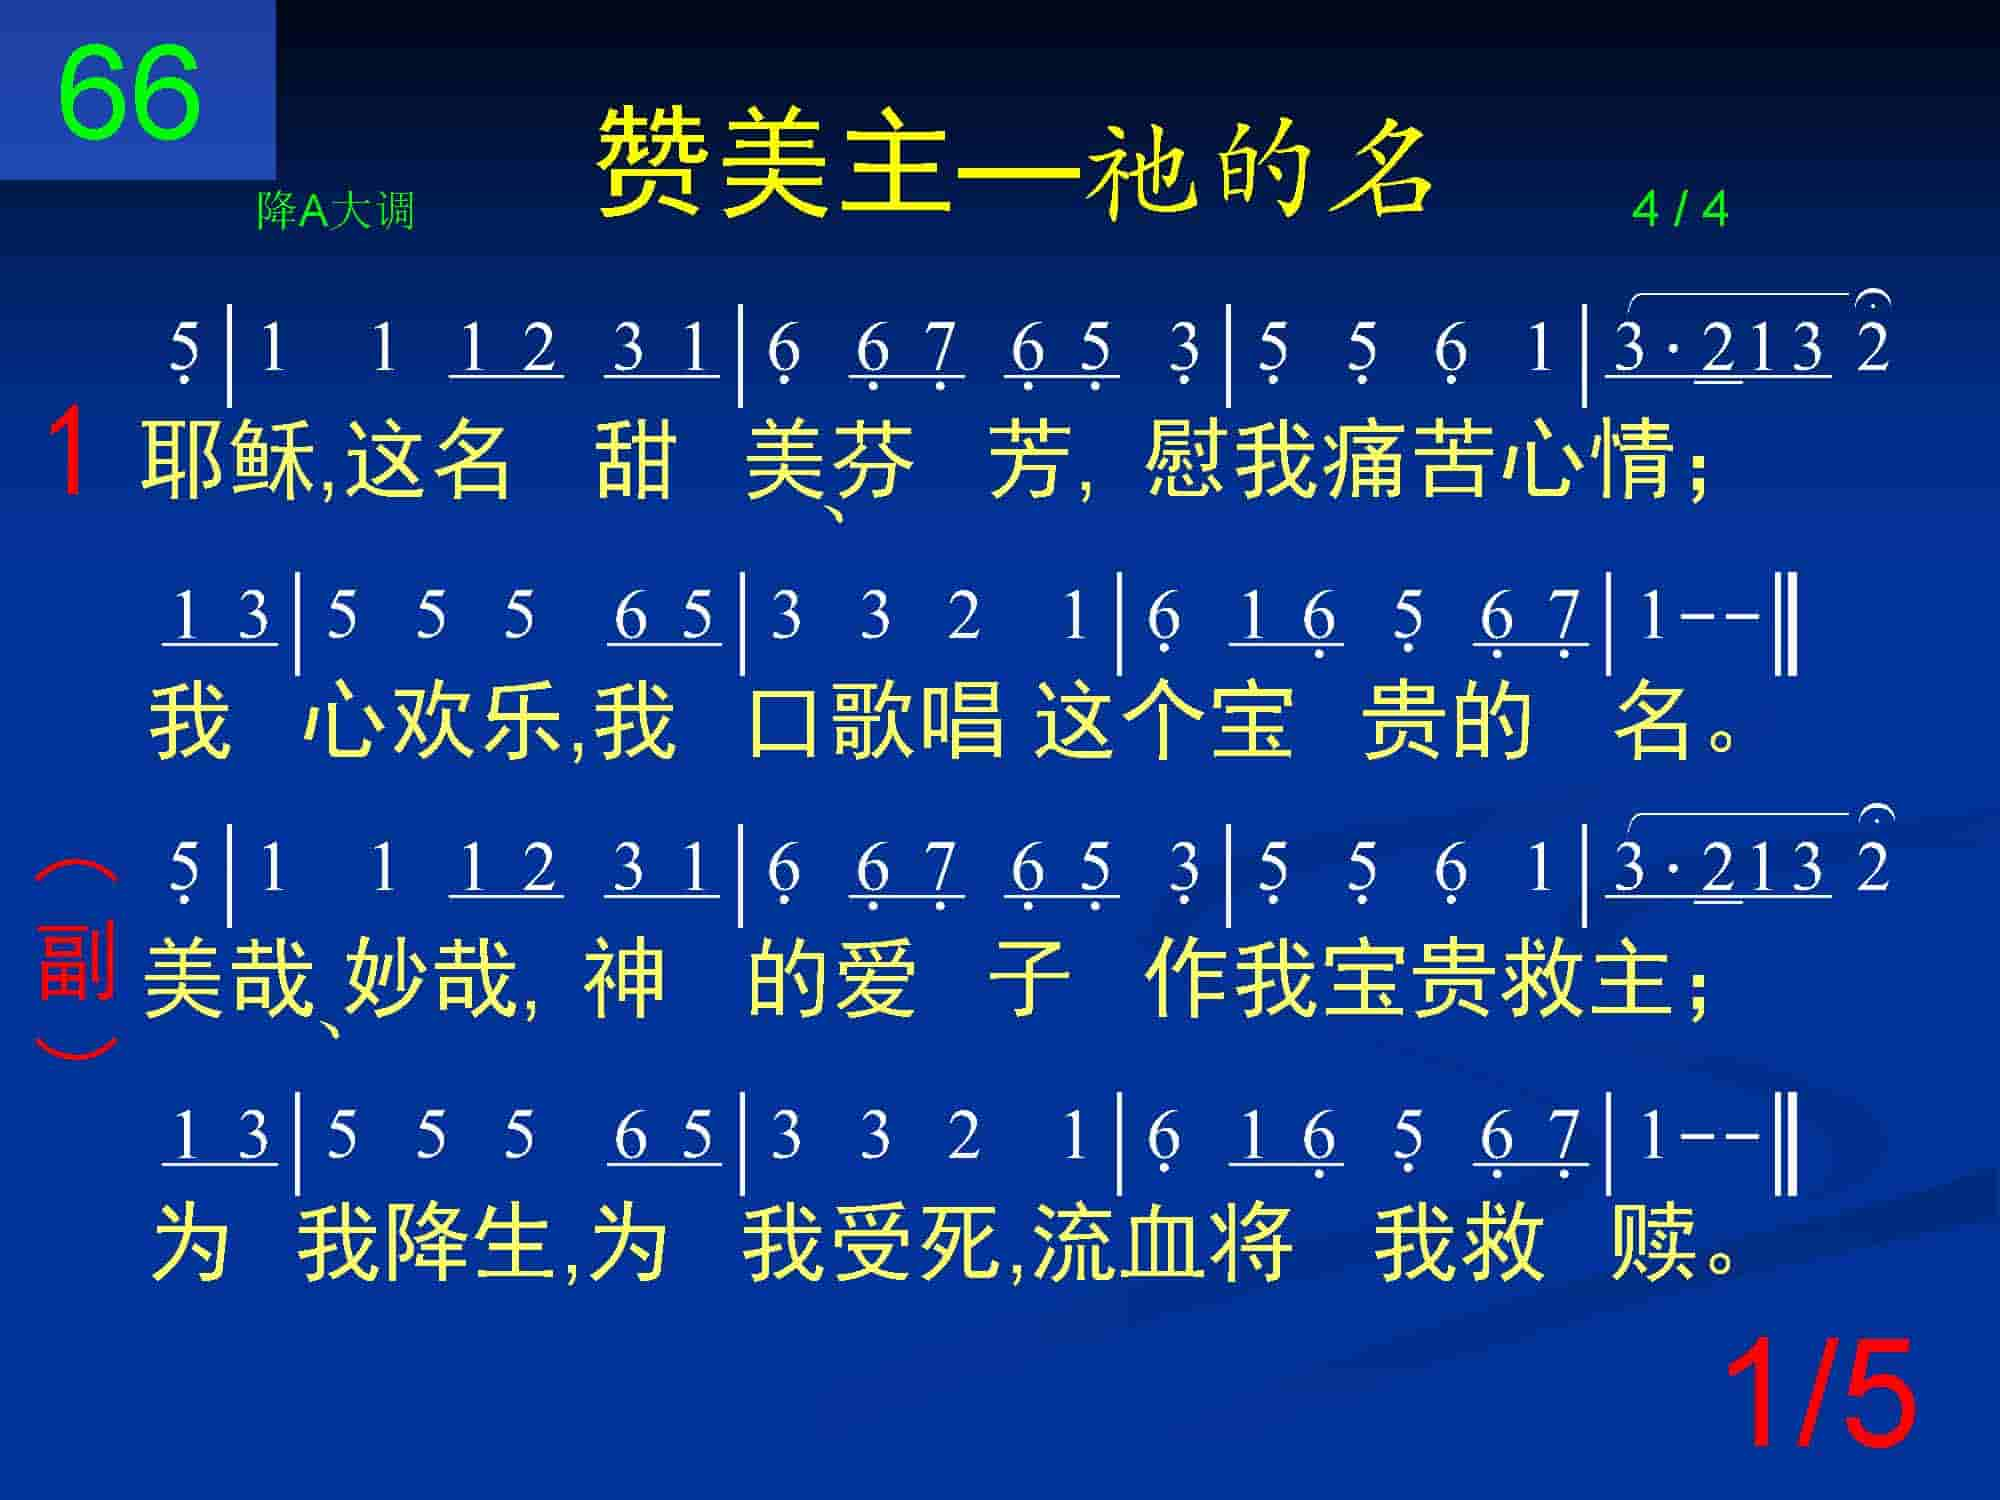 66
赞美主—祂的名
降A大调 4 / 4
5̣ | 1 1 1 2 3 1 | 6̣ 6̣ 7̣ 6̣ 5̣ 3̣ | 5̣ 5̣ 6̣ 1 | 3 · 2 1 3 2
1 耶稣,这名 甜 美、芬 芳, 慰我痛苦心情；
1 3 | 5 5 5 6 5 | 3 3 2 1 | 6̣ 1 6̣ 5̣ 6̣ 7̣ | 1 – – ‖
我 心欢乐,我 口歌唱 这个宝 贵的 名。
5̣ | 1 1 1 2 3 1 | 6̣ 6̣ 7̣ 6̣ 5̣ 3̣ | 5̣ 5̣ 6̣ 1 | 3 · 2 1 3 2
（副） 美哉、妙哉, 神 的爱 子 作我宝贵救主；
1 3 | 5 5 5 6 5 | 3 3 2 1 | 6̣ 1 6̣ 5̣ 6̣ 7̣ | 1 – – ‖
为 我降生,为 我受死,流血将 我救 赎。
1/5